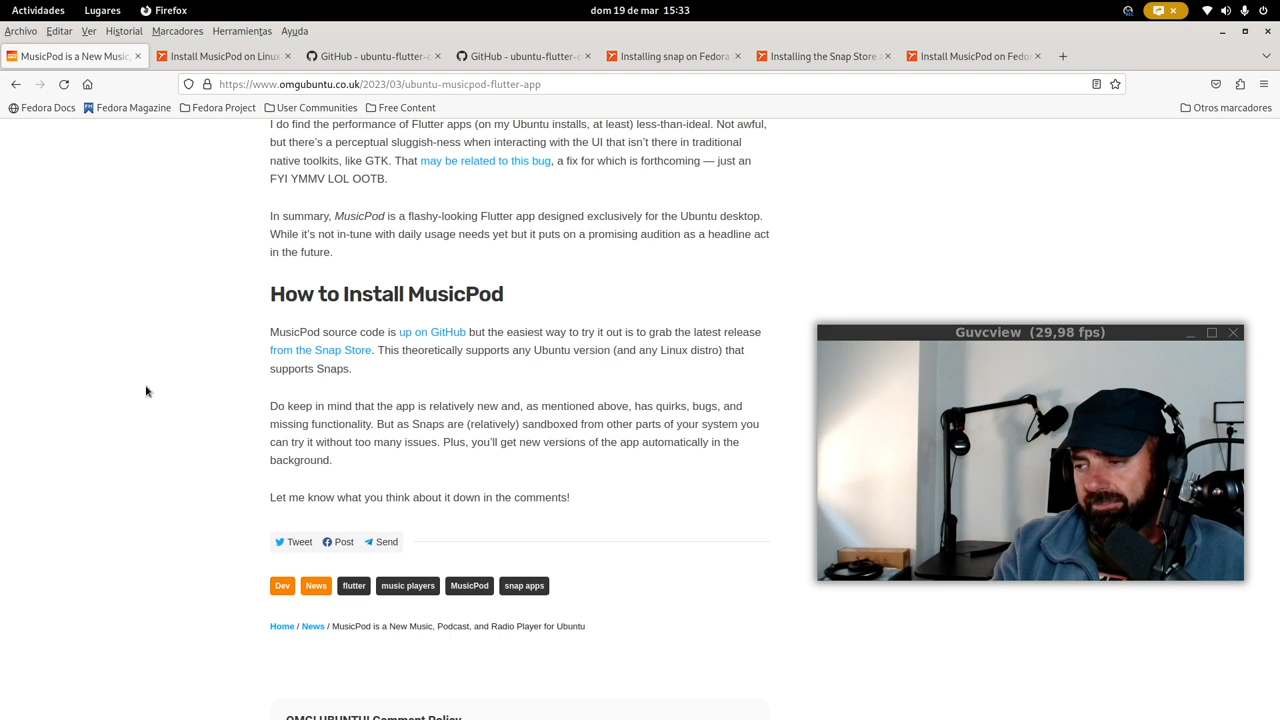 Actividades Lugares Firefox dom 19 de mar 15:33
Archivo Editar Ver Historial Marcadores Herramientas Ayuda
MusicPod is a New Music, Install MusicPod on Linux GitHub - ubuntu-flutter-c GitHub - ubuntu-flutter-c Installing snap on Fedora Installing the Snap Store Install MusicPod on Fedo
https://www.omgubuntu.co.uk/2023/03/ubuntu-musicpod-flutter-app
Fedora Docs Fedora Magazine Fedora Project User Communities Free Content Otros marcadores
I do find the performance of Flutter apps (on my Ubuntu installs, at least) less-than-ideal. Not awful,
but there's a perceptual sluggish-ness when interacting with the UI that isn't there in traditional
native toolkits, like GTK. That may be related to this bug, a fix for which is forthcoming — just an
FYI YMMV LOL OOTB.
In summary, MusicPod is a flashy-looking Flutter app designed exclusively for the Ubuntu desktop.
While it's not in-tune with daily usage needs yet but it puts on a promising audition as a headline act
in the future.
How to Install MusicPod
MusicPod source code is up on GitHub but the easiest way to try it out is to grab the latest release
from the Snap Store. This theoretically supports any Ubuntu version (and any Linux distro) that
supports Snaps.
Guvcview (29,98 fps)
Do keep in mind that the app is relatively new and, as mentioned above, has quirks, bugs, and
missing functionality. But as Snaps are (relatively) sandboxed from other parts of your system you
can try it without too many issues. Plus, you'll get new versions of the app automatically in the
background.
Let me know what you think about it down in the comments!
Tweet Post Send
Dev News flutter music players MusicPod snap apps
Home / News / MusicPod is a New Music, Podcast, and Radio Player for Ubuntu
OMG! UBUNTU! Comment Policy